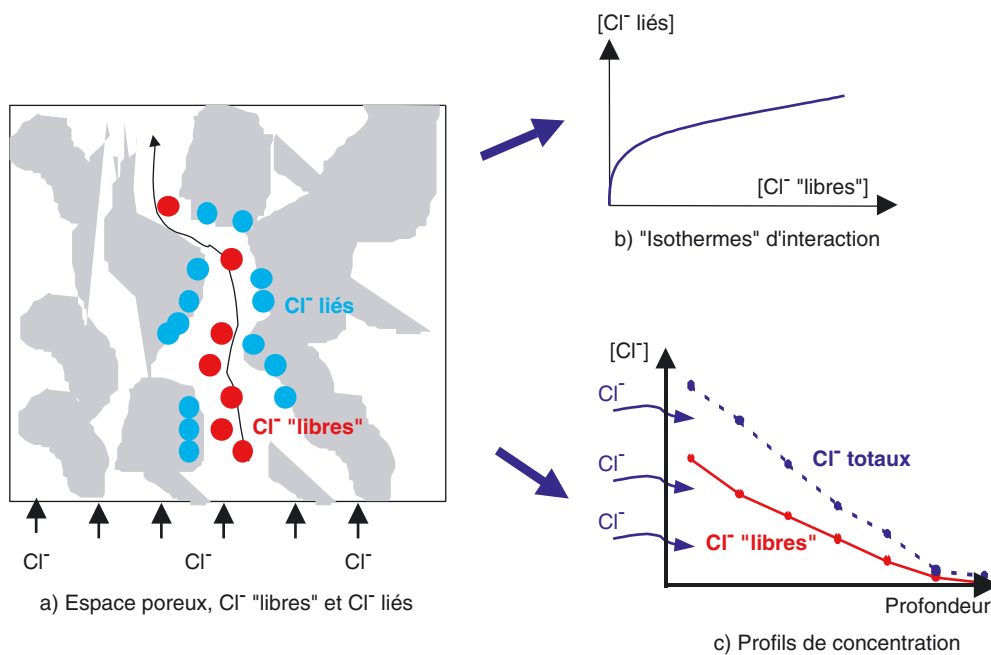 Cl⁻ liés
Cl⁻ "libres"
Cl⁻ Cl⁻ Cl⁻
a) Espace poreux, Cl⁻ "libres" et Cl⁻ liés
[Cl⁻ liés]
[Cl⁻ "libres"]
b) "Isothermes" d'interaction
[Cl⁻]
Cl⁻
Cl⁻
Cl⁻
Cl⁻ totaux
Cl⁻ "libres"
Profondeur
c) Profils de concentration